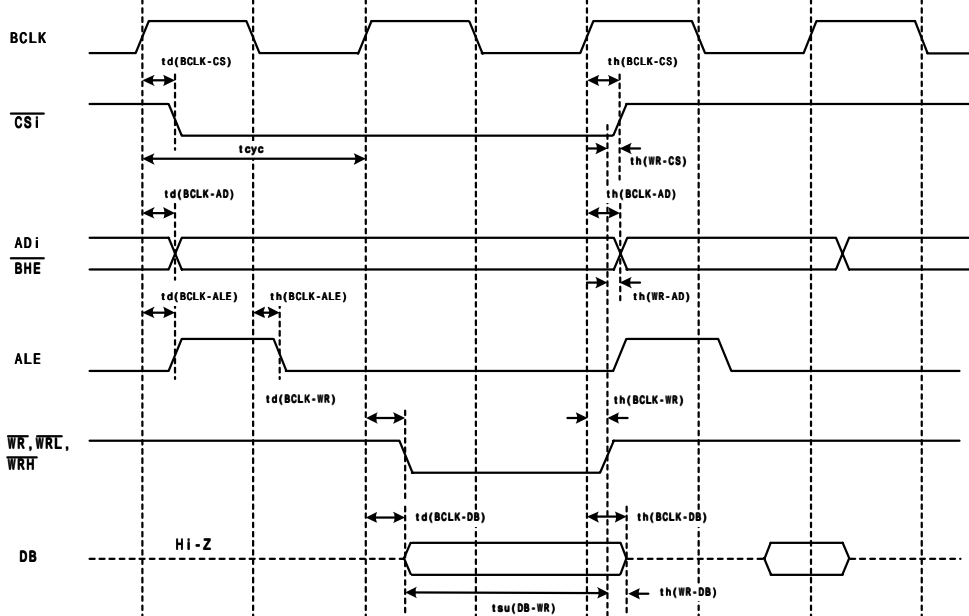 BCLK
td(BCLK-CS)
th(BCLK-CS)
CSi
tcyc
th(WR-CS)
td(BCLK-AD)
th(BCLK-AD)
ADi
BHE
td(BCLK-ALE)
th(BCLK-ALE)
th(WR-AD)
ALE
td(BCLK-WR)
th(BCLK-WR)
WR,WRL,
WRH
td(BCLK-DB)
th(BCLK-DB)
Hi-Z
DB
tsu(DB-WR)
th(WR-DB)